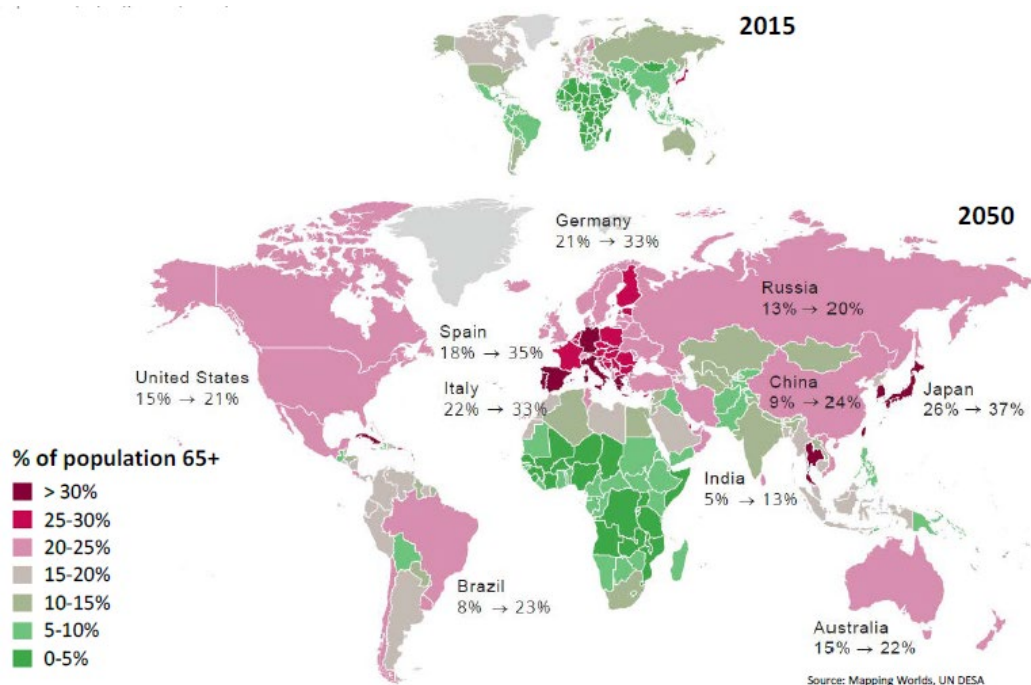 2015
2050
Germany
21% → 33%
Russia
13% → 20%
Spain
18% → 35%
United States
15% → 21%
Italy
22% → 33%
China
9% → 24%
Japan
26% → 37%
% of population 65+
> 30%
25-30%
20-25%
15-20%
10-15%
5-10%
0-5%
India
5% → 13%
Brazil
8% → 23%
Australia
15% → 22%
Source: Mapping Worlds, UN DESA